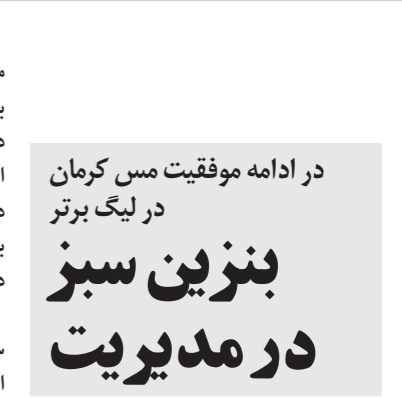 در ادامه موفقیت مس کرمان
در لیگ برتر
بنزین سبز
در مدیریت